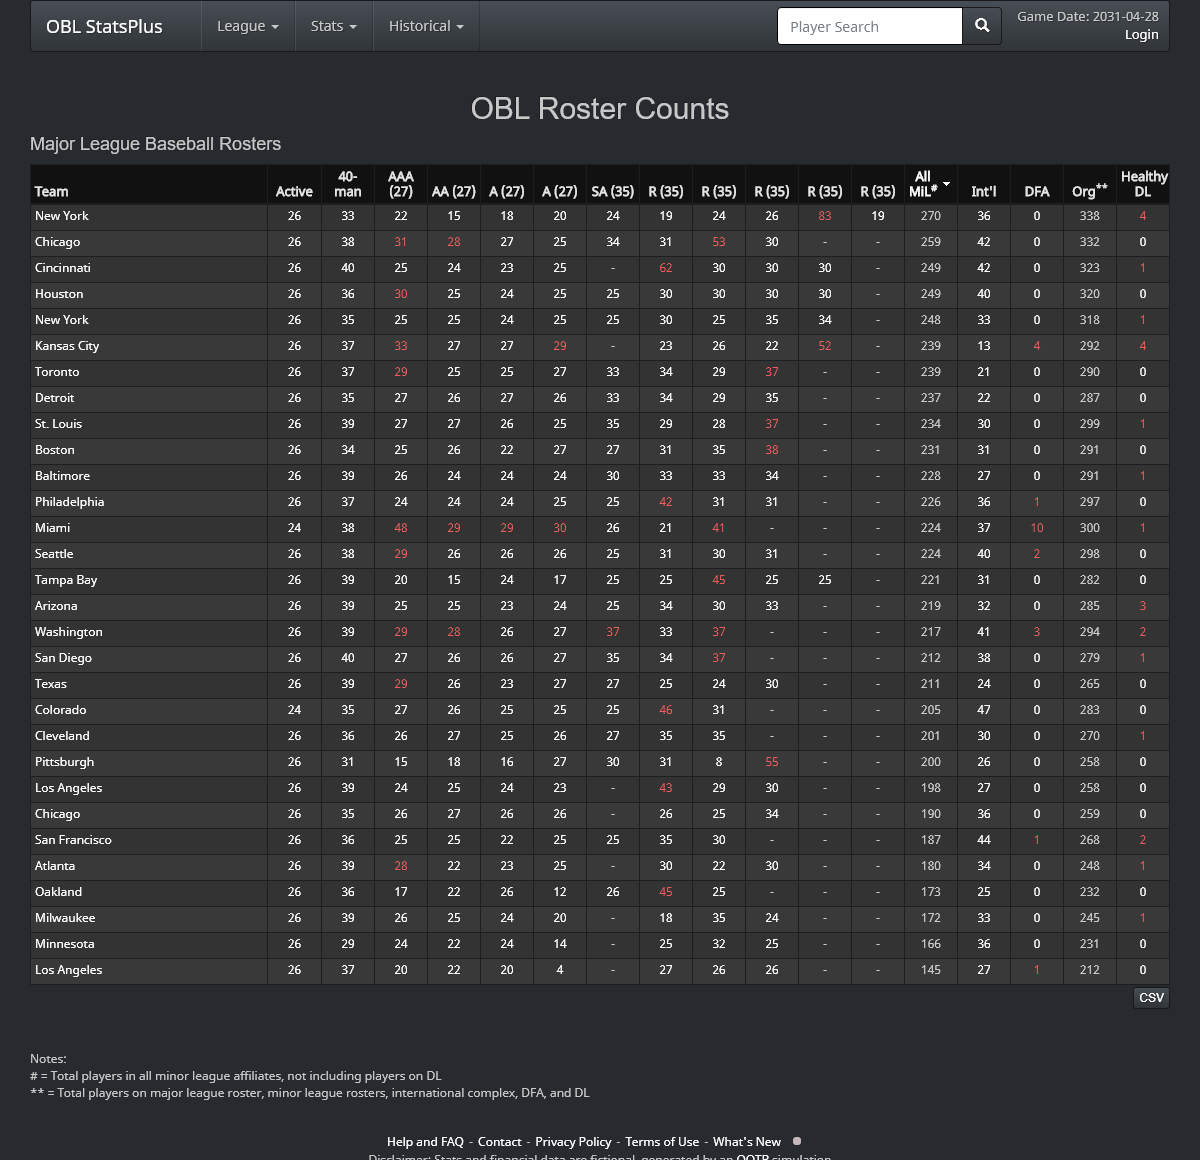 OBL StatsPlus League Stats Historical Player Search Game Date: 2031-04-28
Login
OBL Roster Counts
Major League Baseball Rosters
Team Active 40-man AAA (27) AA (27) A (27) A (27) SA (35) R (35) R (35) R (35) R (35) R (35) All MiL# Int'l DFA Org** Healthy DL
New York 26 33 22 15 18 20 24 19 24 26 83 19 270 36 0 338 4
Chicago 26 38 31 28 27 25 34 31 53 30 - - 259 42 0 332 0
Cincinnati 26 40 25 24 23 25 - 62 30 30 30 - 249 42 0 323 1
Houston 26 36 30 25 24 25 25 30 30 30 30 - 249 40 0 320 0
New York 26 35 25 25 24 25 25 30 25 35 34 - 248 33 0 318 1
Kansas City 26 37 33 27 27 29 - 23 26 22 52 - 239 13 4 292 4
Toronto 26 37 29 25 25 27 33 34 29 37 - - 239 21 0 290 0
Detroit 26 35 27 26 27 26 33 34 29 35 - - 237 22 0 287 0
St. Louis 26 39 27 27 26 25 35 29 28 37 - - 234 30 0 299 1
Boston 26 34 25 26 22 27 27 31 35 38 - - 231 31 0 291 0
Baltimore 26 39 26 24 24 24 30 33 33 34 - - 228 27 0 291 1
Philadelphia 26 37 24 24 24 25 25 42 31 31 - - 226 36 1 297 0
Miami 24 38 48 29 29 30 26 21 41 - - - 224 37 10 300 1
Seattle 26 38 29 26 26 26 25 31 30 31 - - 224 40 2 298 0
Tampa Bay 26 39 20 15 24 17 25 25 45 25 25 - 221 31 0 282 0
Arizona 26 39 25 25 23 24 25 34 30 33 - - 219 32 0 285 3
Washington 26 39 29 28 26 27 37 33 37 - - - 217 41 3 294 2
San Diego 26 40 27 26 26 27 35 34 37 - - - 212 38 0 279 1
Texas 26 39 29 26 23 27 27 25 24 30 - - 211 24 0 265 0
Colorado 24 35 27 26 25 25 25 46 31 - - - 205 47 0 283 0
Cleveland 26 36 26 27 25 26 27 35 35 - - - 201 30 0 270 1
Pittsburgh 26 31 15 18 16 27 30 31 8 55 - - 200 26 0 258 0
Los Angeles 26 39 24 25 24 23 - 43 29 30 - - 198 27 0 258 0
Chicago 26 35 26 27 26 26 - 26 25 34 - - 190 36 0 259 0
San Francisco 26 36 25 25 22 25 25 35 30 - - - 187 44 1 268 2
Atlanta 26 39 28 22 23 25 - 30 22 30 - - 180 34 0 248 1
Oakland 26 36 17 22 26 12 26 45 25 - - - 173 25 0 232 0
Milwaukee 26 39 26 25 24 20 - 18 35 24 - - 172 33 0 245 1
Minnesota 26 29 24 22 24 14 - 25 32 25 - - 166 36 0 231 0
Los Angeles 26 37 20 22 20 4 - 27 26 26 - - 145 27 1 212 0
CSV
Notes:
# = Total players in all minor league affiliates, not including players on DL
** = Total players on major league roster, minor league rosters, international complex, DFA, and DL
Help and FAQ - Contact - Privacy Policy - Terms of Use - What's New
Disclaimer: Stats and financial data are fictional, generated by an OOTP simulation